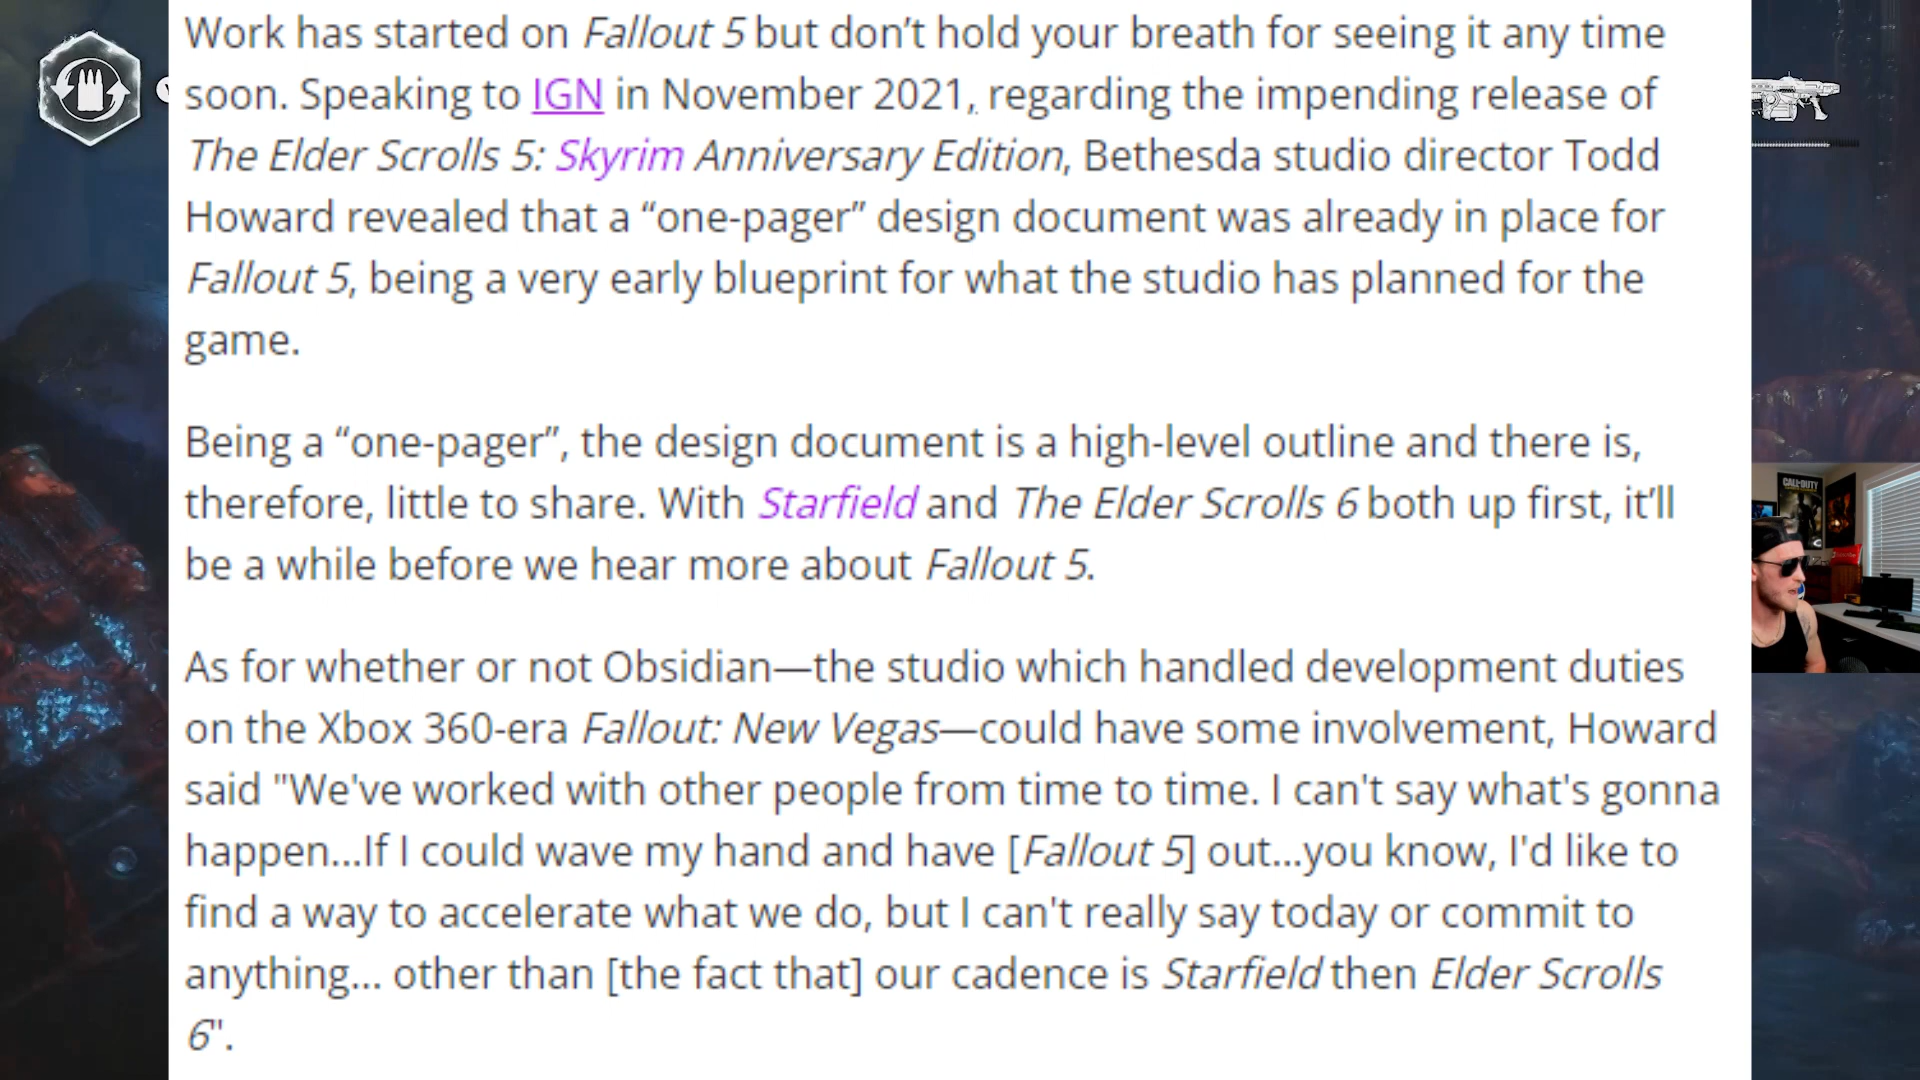 Work has started on Fallout 5 but don’t hold your breath for seeing it any time
soon. Speaking to IGN in November 2021, regarding the impending release of
The Elder Scrolls 5: Skyrim Anniversary Edition, Bethesda studio director Todd
Howard revealed that a “one-pager” design document was already in place for
Fallout 5, being a very early blueprint for what the studio has planned for the
game.
Being a “one-pager”, the design document is a high-level outline and there is,
therefore, little to share. With Starfield and The Elder Scrolls 6 both up first, it’ll
be a while before we hear more about Fallout 5.
As for whether or not Obsidian—the studio which handled development duties
on the Xbox 360-era Fallout: New Vegas—could have some involvement, Howard
said "We've worked with other people from time to time. I can't say what's gonna
happen...If I could wave my hand and have [Fallout 5] out...you know, I'd like to
find a way to accelerate what we do, but I can't really say today or commit to
anything... other than [the fact that] our cadence is Starfield then Elder Scrolls
6".
CALL OF DUTY